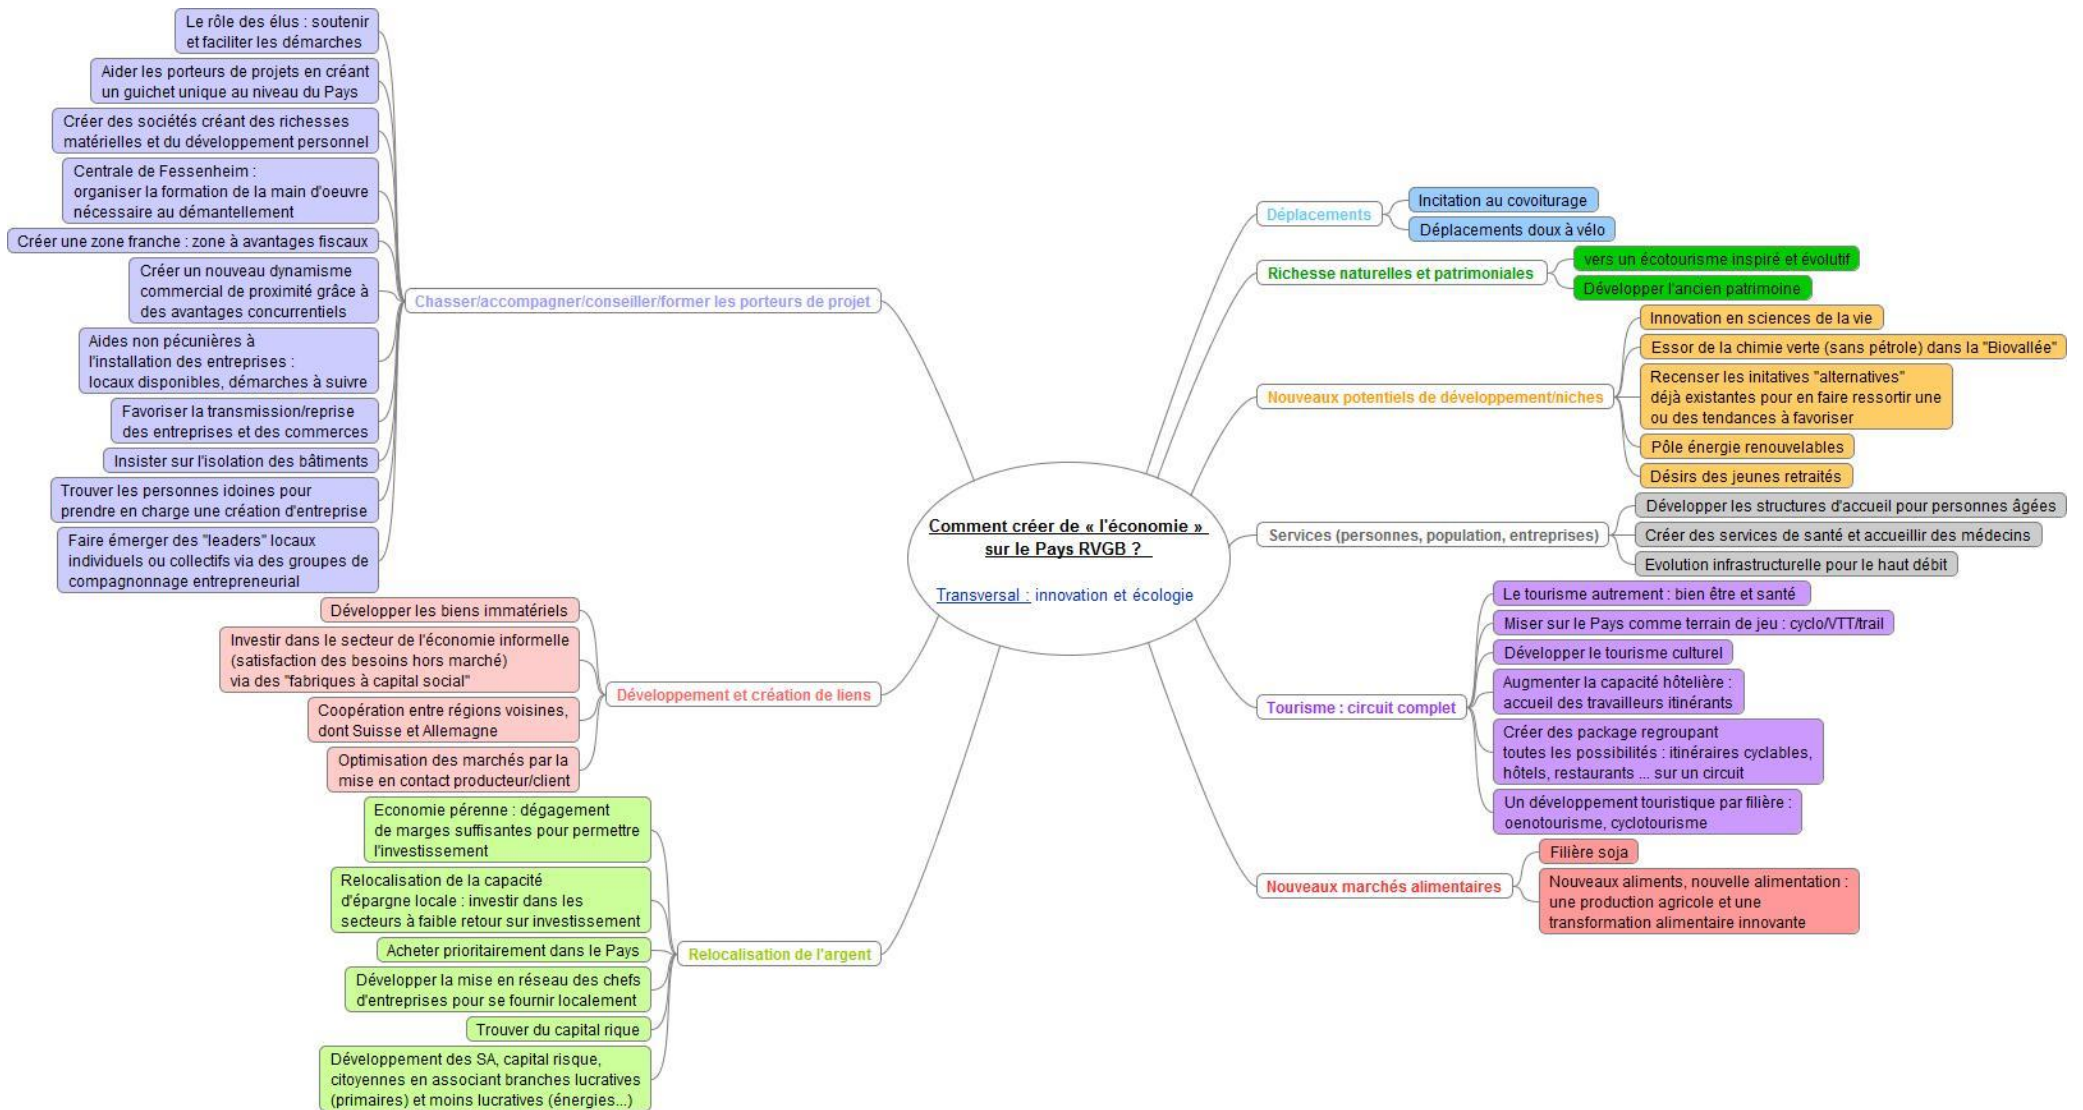 Comment créer de « l'économie »
sur le Pays RVGB ?
Transversal : innovation et écologie
Chasser/accompagner/conseiller/former les porteurs de projet
Le rôle des élus : soutenir
et faciliter les démarches
Aider les porteurs de projets en créant
un guichet unique au niveau du Pays
Créer des sociétés créant des richesses
matérielles et du développement personnel
Centrale de Fessenheim :
organiser la formation de la main d'oeuvre
nécessaire au démantellement
Créer une zone franche : zone à avantages fiscaux
Créer un nouveau dynamisme
commercial de proximité grâce à
des avantages concurrentiels
Aides non pécunières à
l'installation des entreprises :
locaux disponibles, démarches à suivre
Favoriser la transmission/reprise
des entreprises et des commerces
Insister sur l'isolation des bâtiments
Trouver les personnes idoines pour
prendre en charge une création d'entreprise
Faire émerger des "leaders" locaux
individuels ou collectifs via des groupes de
compagnonnage entrepreneurial
Développement et création de liens
Développer les biens immatériels
Investir dans le secteur de l'économie informelle
(satisfaction des besoins hors marché)
via des "fabriques à capital social"
Coopération entre régions voisines,
dont Suisse et Allemagne
Optimisation des marchés par la
mise en contact producteur/client
Relocalisation de l'argent
Economie pérenne : dégagement
de marges suffisantes pour permettre
l'investissement
Relocalisation de la capacité
d'épargne locale : investir dans les
secteurs à faible retour sur investissement
Acheter prioritairement dans le Pays
Développer la mise en réseau des chefs
d'entreprises pour se fournir localement
Trouver du capital rique
Développement des SA, capital risque,
citoyennes en associant branches lucratives
(primaires) et moins lucratives (énergies...)
Déplacements
Incitation au covoiturage
Déplacements doux à vélo
Richesse naturelles et patrimoniales
vers un écotourisme inspiré et évolutif
Développer l'ancien patrimoine
Nouveaux potentiels de développement/niches
Innovation en sciences de la vie
Essor de la chimie verte (sans pétrole) dans la "Biovallée"
Recenser les initatives "alternatives"
déjà existantes pour en faire ressortir une
ou des tendances à favoriser
Pôle énergie renouvelables
Désirs des jeunes retraités
Services (personnes, population, entreprises)
Développer les structures d'accueil pour personnes âgées
Créer des services de santé et accueillir des médecins
Evolution infrastructurelle pour le haut débit
Tourisme : circuit complet
Le tourisme autrement : bien être et santé
Miser sur le Pays comme terrain de jeu : cyclo/VTT/trail
Développer le tourisme culturel
Augmenter la capacité hôtelière :
accueil des travailleurs itinérants
Créer des package regroupant
toutes les possibilités : itinéraires cyclables,
hôtels, restaurants ... sur un circuit
Un développement touristique par filière :
oenotourisme, cyclotourisme
Nouveaux marchés alimentaires
Filière soja
Nouveaux aliments, nouvelle alimentation :
une production agricole et une
transformation alimentaire innovante